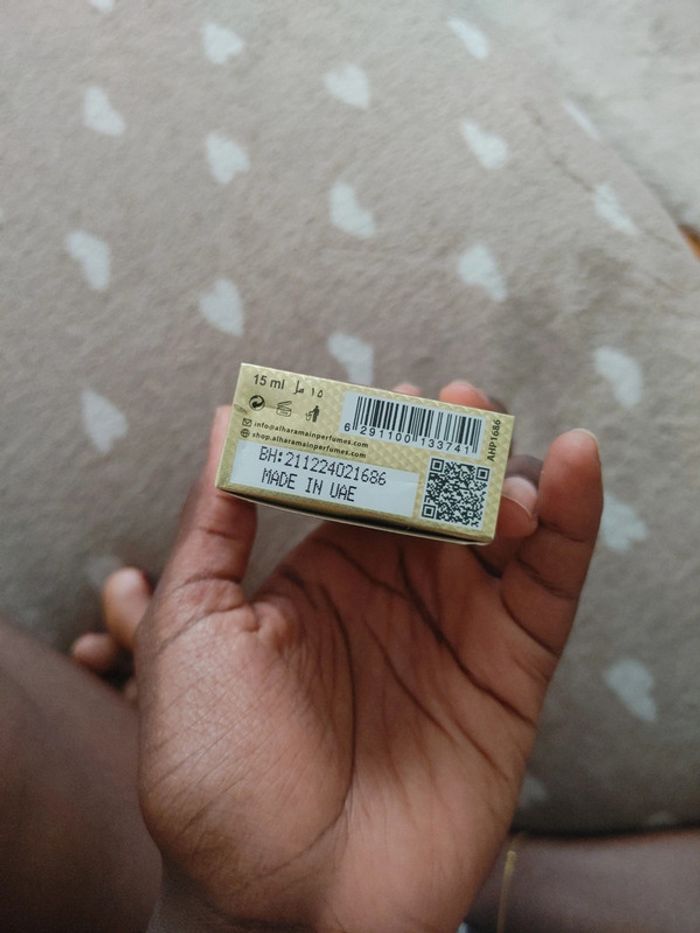 15 ml ١٥ مل
info@alharamainperfumes.com
shop.alharamainperfumes.com
BH:211224021686
MADE IN UAE
6 291100 133741
AHP1686